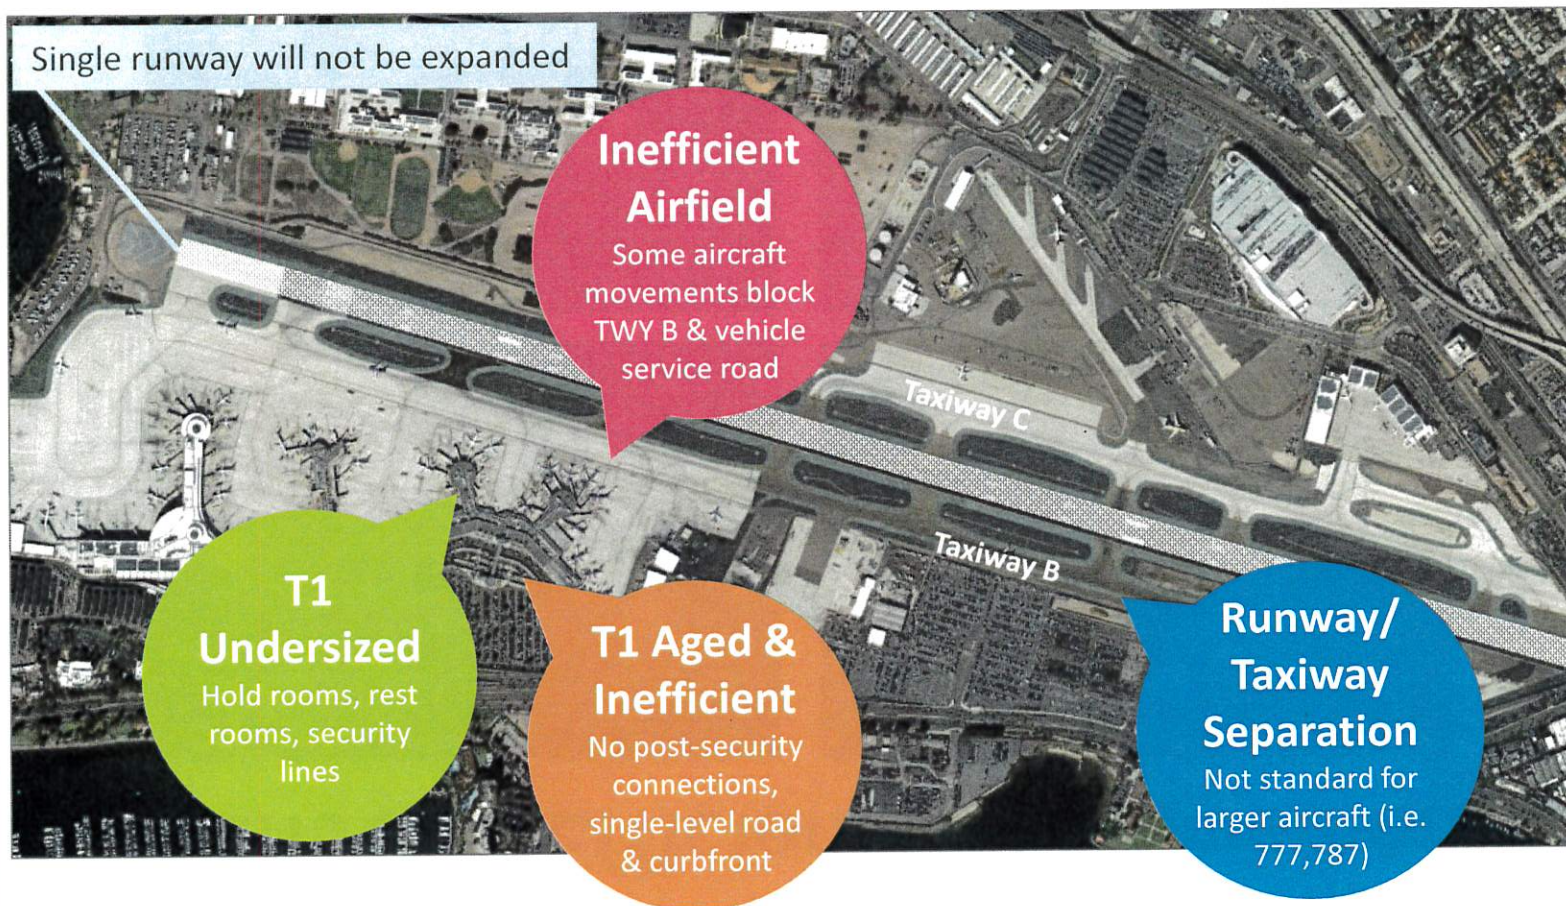 Single runway will not be expanded
Inefficient
Airfield
Some aircraft
movements block
TWY B & vehicle
service road
Taxiway C
Taxiway B
T1
Undersized
Hold rooms, rest
rooms, security
lines
T1 Aged &
Inefficient
No post-security
connections,
single-level road
& curbfront
Runway/
Taxiway
Separation
Not standard for
larger aircraft (i.e.
777,787)